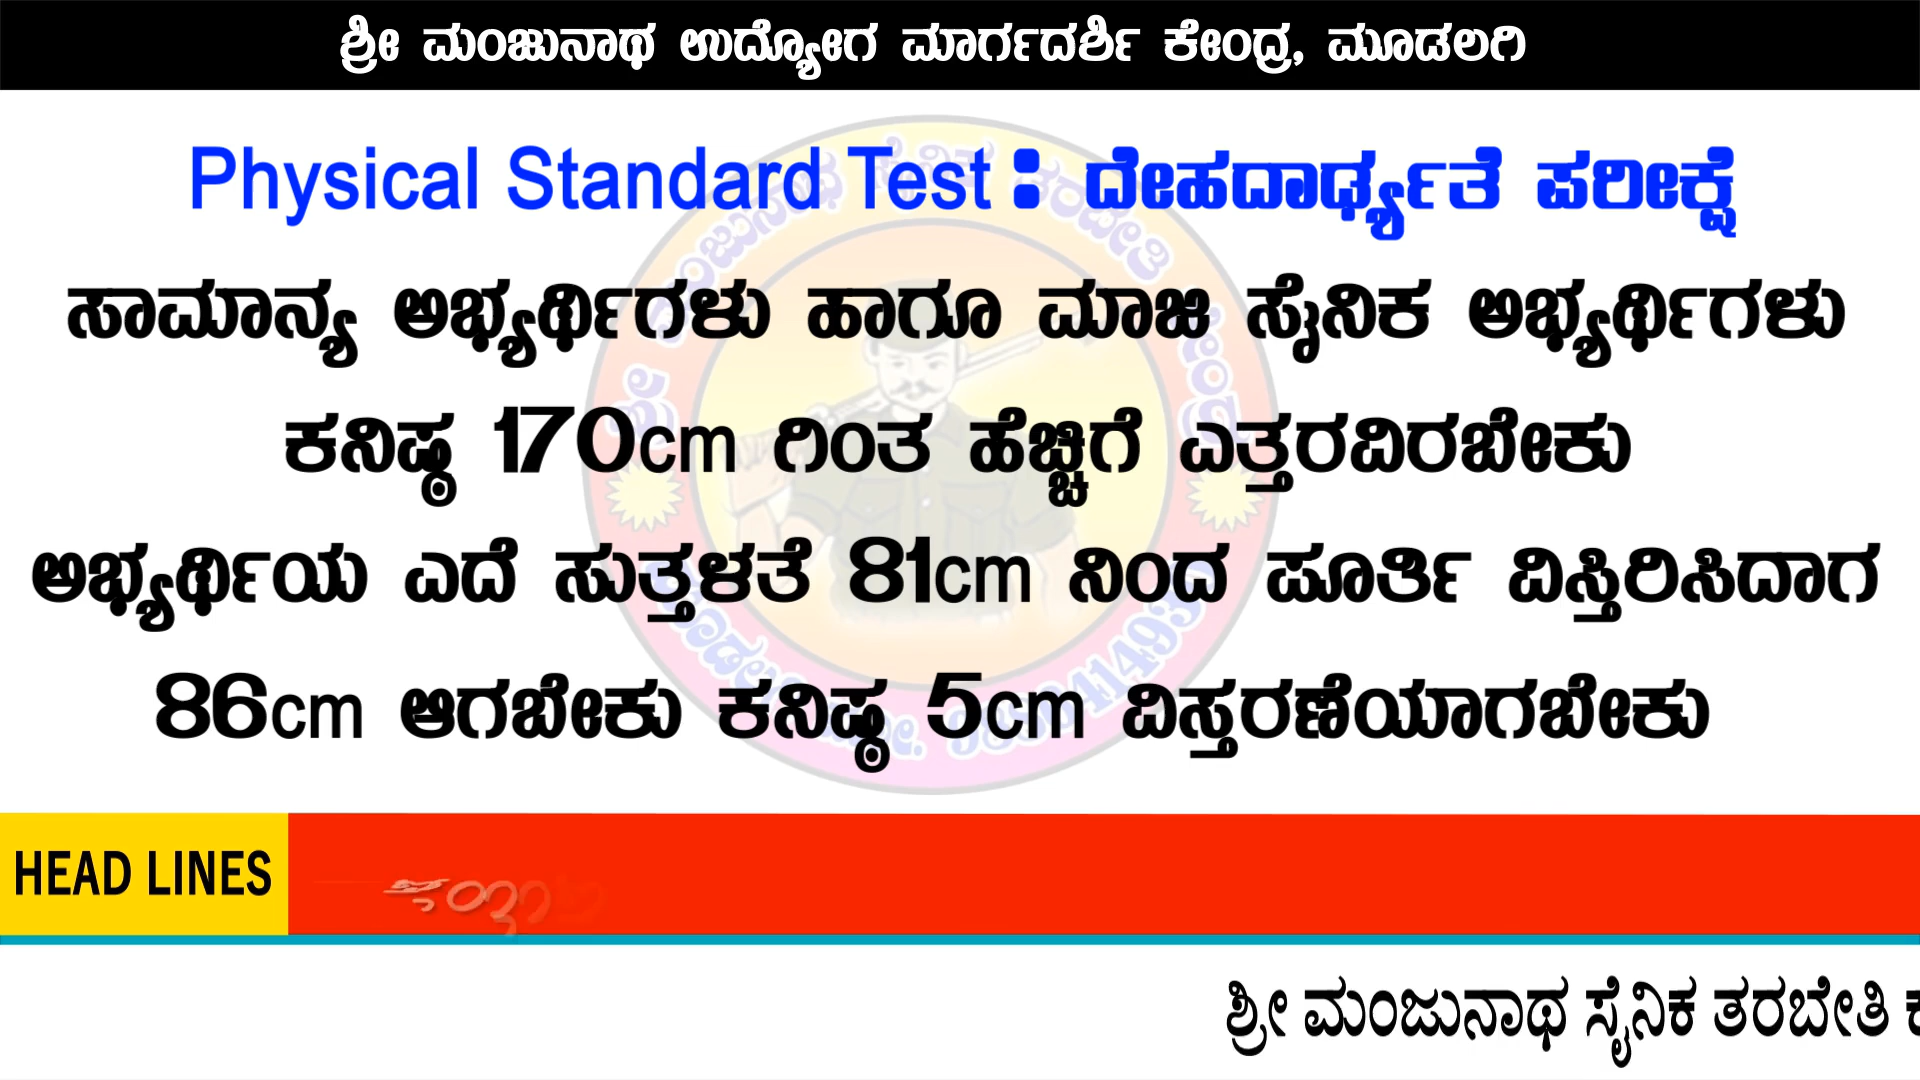 ಶ್ರೀ ಮಂಜುನಾಥ ಉದ್ಯೋಗ ಮಾರ್ಗದರ್ಶಿ ಕೇಂದ್ರ, ಮೂಡಲಗಿ
Physical Standard Test : ದೇಹದಾರ್ಢ್ಯತೆ ಪರೀಕ್ಷೆ
ಸಾಮಾನ್ಯ ಅಭ್ಯರ್ಥಿಗಳು ಹಾಗೂ ಮಾಜಿ ಸೈನಿಕ ಅಭ್ಯರ್ಥಿಗಳು
ಕನಿಷ್ಠ 170cm ಗಿಂತ ಹೆಚ್ಚಿಗೆ ಎತ್ತರವಿರಬೇಕು
ಅಭ್ಯರ್ಥಿಯ ಎದೆ ಸುತ್ತಳತೆ 81cm ನಿಂದ ಪೂರ್ತಿ ವಿಸ್ತಿರಿಸಿದಾಗ
86cm ಆಗಬೇಕು ಕನಿಷ್ಠ 5cm ವಿಸ್ತರಣೆಯಾಗಬೇಕು
HEAD LINES
ಶ್ರೀ ಮಂಜುನಾಥ ಸೈನಿಕ ತರಬೇತಿ